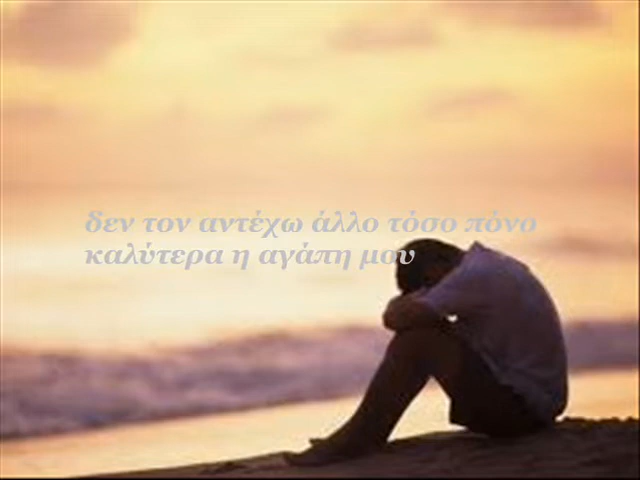 δεν τον αντέχω άλλο τόσο πόνο
καλύτερα η αγάπη μου